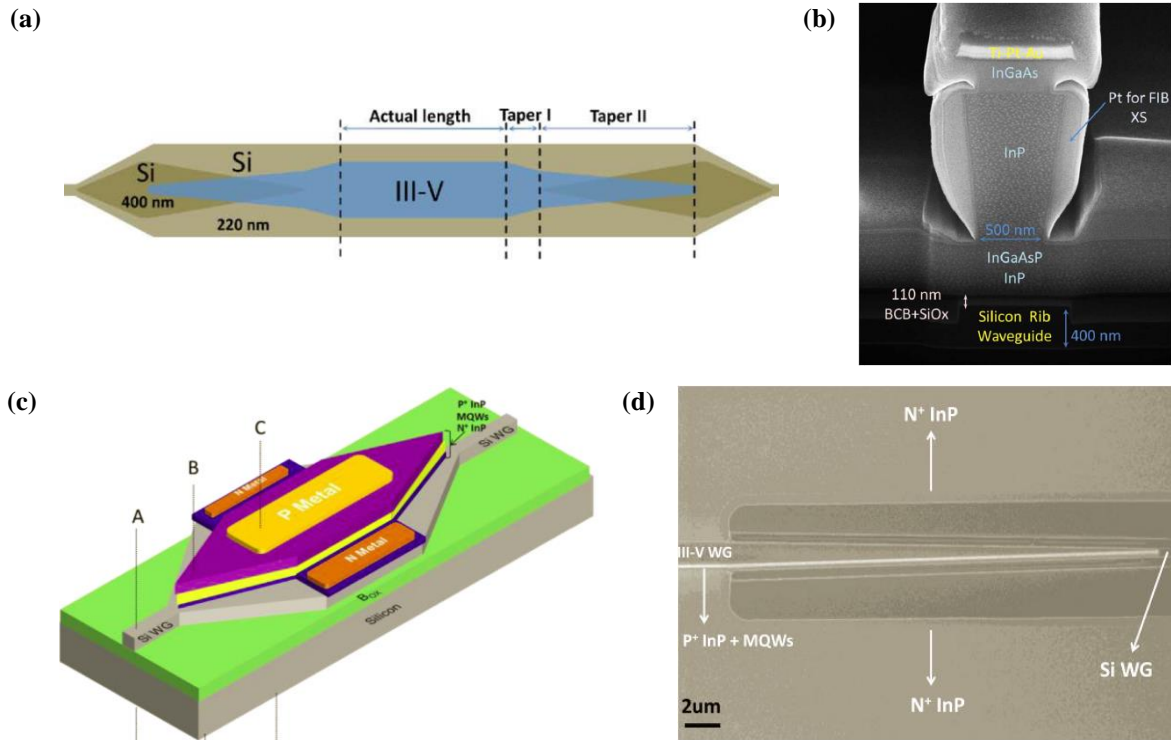 (a)
Actual length
Taper I
Taper II
Si
Si
III-V
400 nm
220 nm
(b)
Ti-Pt-Au
InGaAs
Pt for FIB
XS
InP
500 nm
InGaAsP
InP
110 nm
BCB+SiOx
Silicon Rib
Waveguide
400 nm
(c)
P⁺ InP
MQWs
N⁺ InP
C
B
A
Si WG
N Metal
P Metal
N Metal
Si WG
BOX
Silicon
(d)
N⁺ InP
III-V WG
P⁺ InP + MQWs
Si WG
N⁺ InP
2um